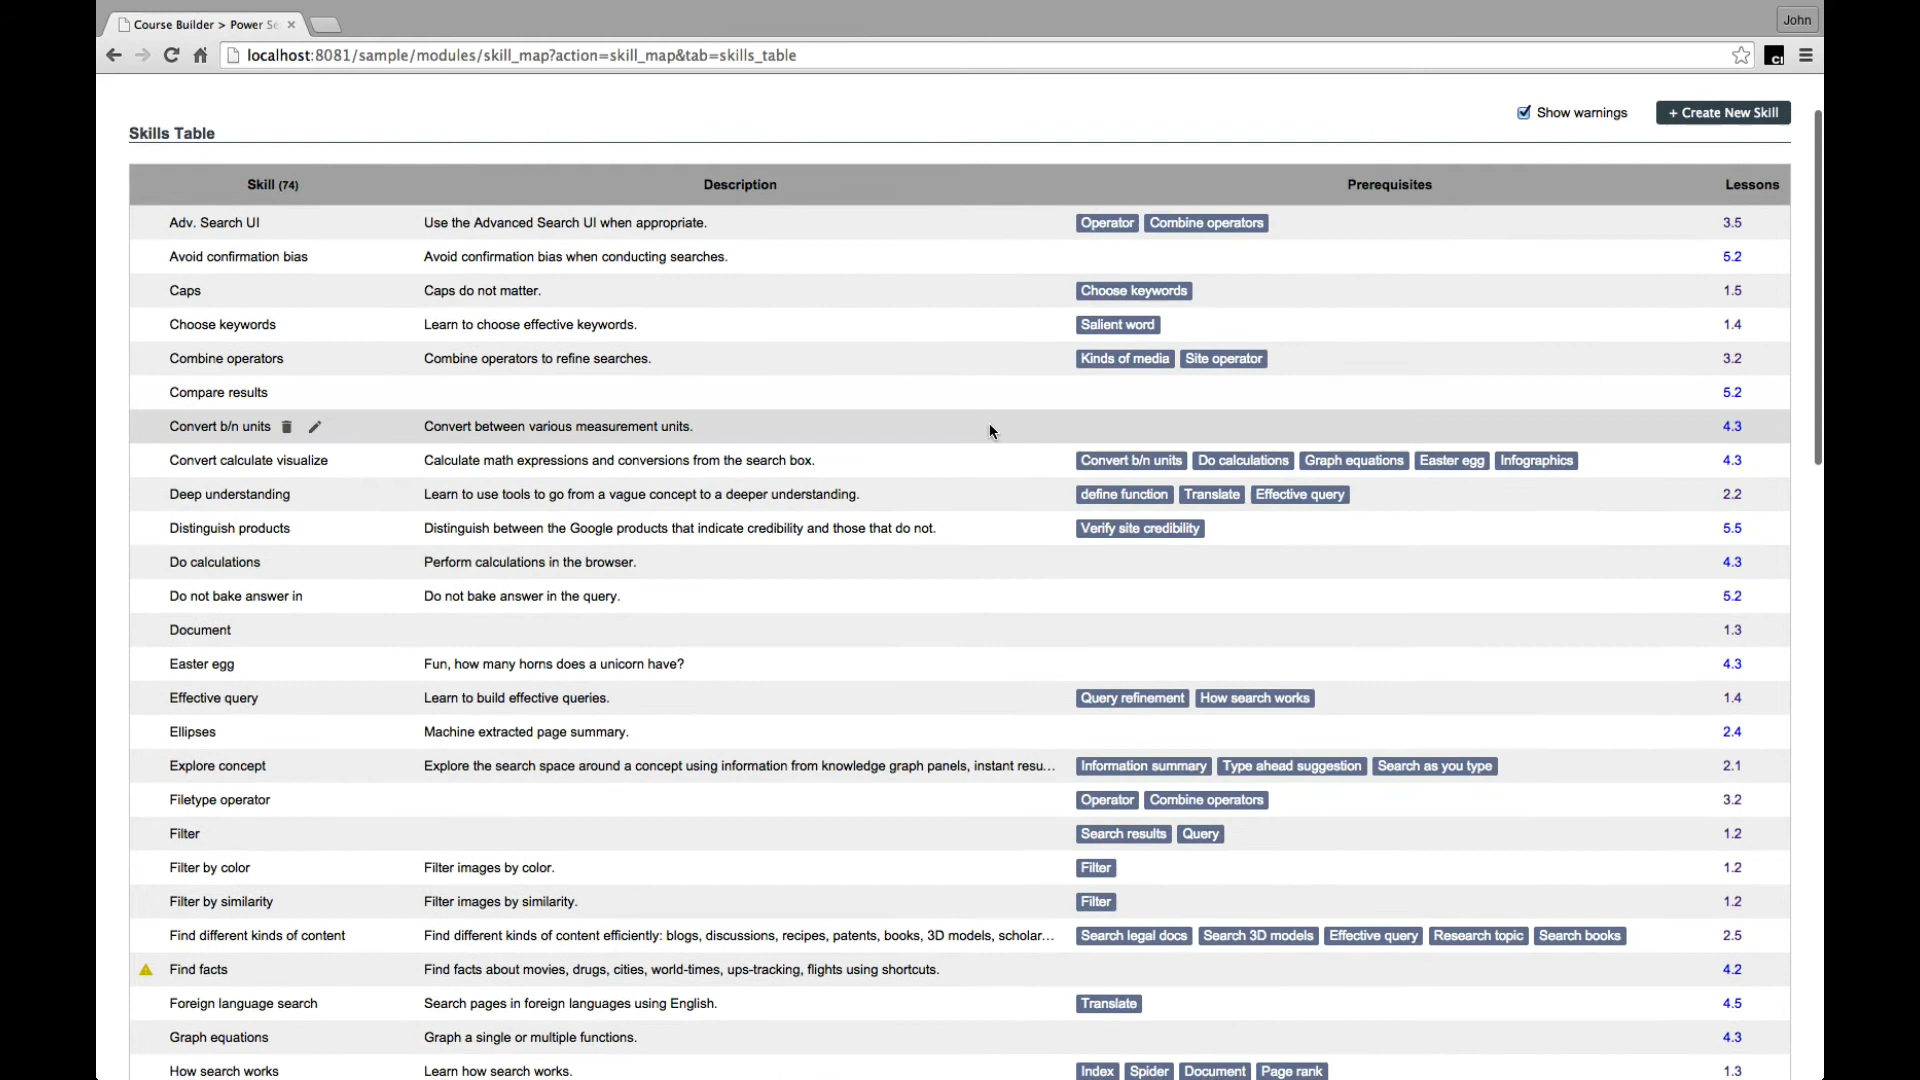 Course Builder > Power Se
John
localhost:8081/sample/modules/skill_map?action=skill_map&tab=skills_table
Show warnings
+ Create New Skill
Skills Table
Skill (74) Description Prerequisites Lessons
Adv. Search UI Use the Advanced Search UI when appropriate. Operator Combine operators 3.5
Avoid confirmation bias Avoid confirmation bias when conducting searches. 5.2
Caps Caps do not matter. Choose keywords 1.5
Choose keywords Learn to choose effective keywords. Salient word 1.4
Combine operators Combine operators to refine searches. Kinds of media Site operator 3.2
Compare results 5.2
Convert b/n units Convert between various measurement units. 4.3
Convert calculate visualize Calculate math expressions and conversions from the search box. Convert b/n units Do calculations Graph equations Easter egg Infographics 4.3
Deep understanding Learn to use tools to go from a vague concept to a deeper understanding. define function Translate Effective query 2.2
Distinguish products Distinguish between the Google products that indicate credibility and those that do not. Verify site credibility 5.5
Do calculations Perform calculations in the browser. 4.3
Do not bake answer in Do not bake answer in the query. 5.2
Document 1.3
Easter egg Fun, how many horns does a unicorn have? 4.3
Effective query Learn to build effective queries. Query refinement How search works 1.4
Ellipses Machine extracted page summary. 2.4
Explore concept Explore the search space around a concept using information from knowledge graph panels, instant resu... Information summary Type ahead suggestion Search as you type 2.1
Filetype operator Operator Combine operators 3.2
Filter Search results Query 1.2
Filter by color Filter images by color. Filter 1.2
Filter by similarity Filter images by similarity. Filter 1.2
Find different kinds of content Find different kinds of content efficiently: blogs, discussions, recipes, patents, books, 3D models, scholar... Search legal docs Search 3D models Effective query Research topic Search books 2.5
Find facts Find facts about movies, drugs, cities, world-times, ups-tracking, flights using shortcuts. 4.2
Foreign language search Search pages in foreign languages using English. Translate 4.5
Graph equations Graph a single or multiple functions. 4.3
How search works Learn how search works. Index Spider Document Page rank 1.3